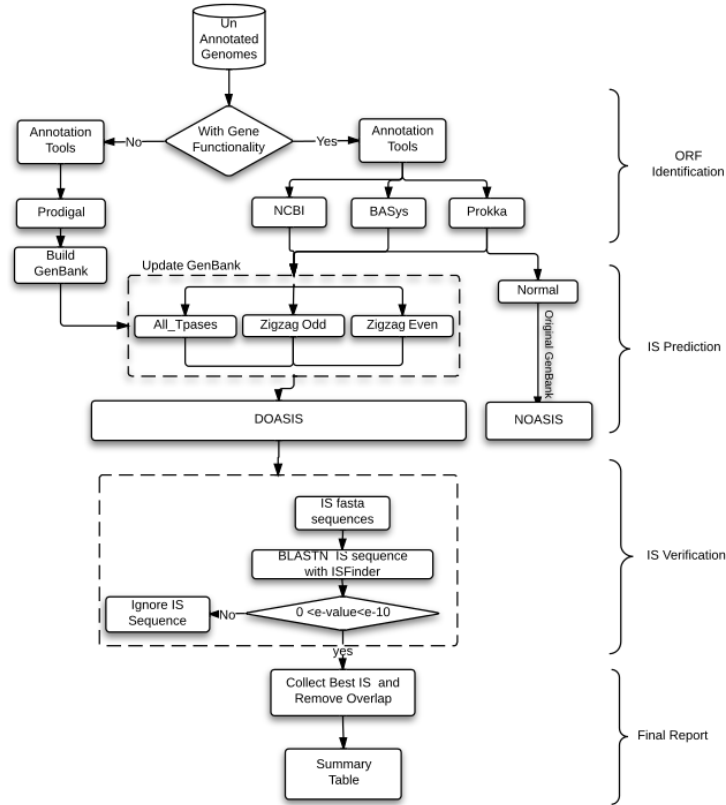 Un
Annotated
Genomes
With Gene
Functionality
No
Yes
Annotation
Tools
Annotation
Tools
ORF
Identification
Prodigal
NCBI
BASys
Prokka
Build
GenBank
Update GenBank
Normal
All_Tpases
Zigzag Odd
Zigzag Even
Original GenBank
IS Prediction
DOASIS
NOASIS
IS fasta
sequences
BLASTN IS sequence
with ISFinder
IS Verification
Ignore IS
Sequence
No
0 <e-value<e-10
yes
Collect Best IS and
Remove Overlap
Final Report
Summary
Table